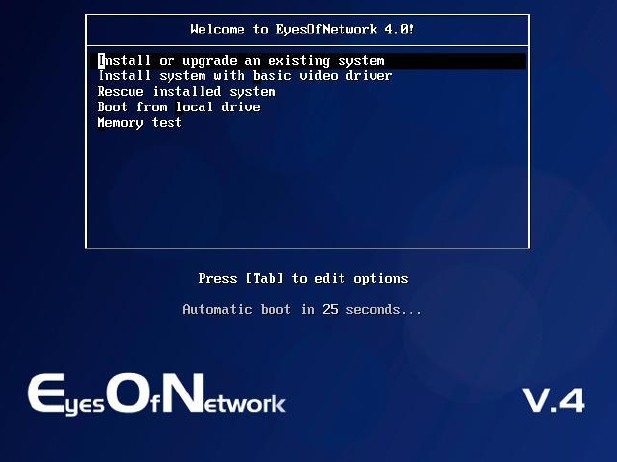 Welcome to EyesOfNetwork 4.0!
Install or upgrade an existing system
Install system with basic video driver
Rescue installed system
Boot from local drive
Memory test
Press [Tab] to edit options
Automatic boot in 25 seconds...
EyesOfNetwork
V.4